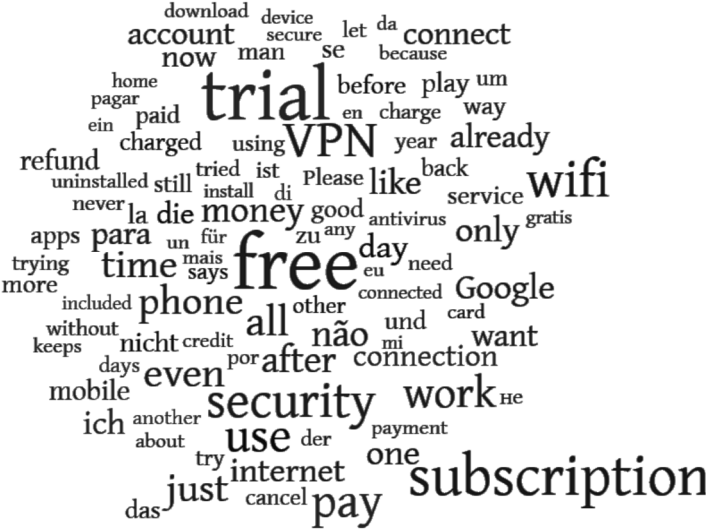 download device
account secure let da connect
now man se because
home trial before play um
pagar
ein paid en charge way
charged using VPN year already
refund tried ist Please like back wifi
uninstalled still install di service
never la die money good antivirus only gratis
apps para un für zu any day
trying time mais free eu need
more says connected Google
included phone other card
without all não und want
keeps nicht credit mi
days even por after connection
mobile security work не
ich another use der payment
about
try internet one subscription
das just cancel pay